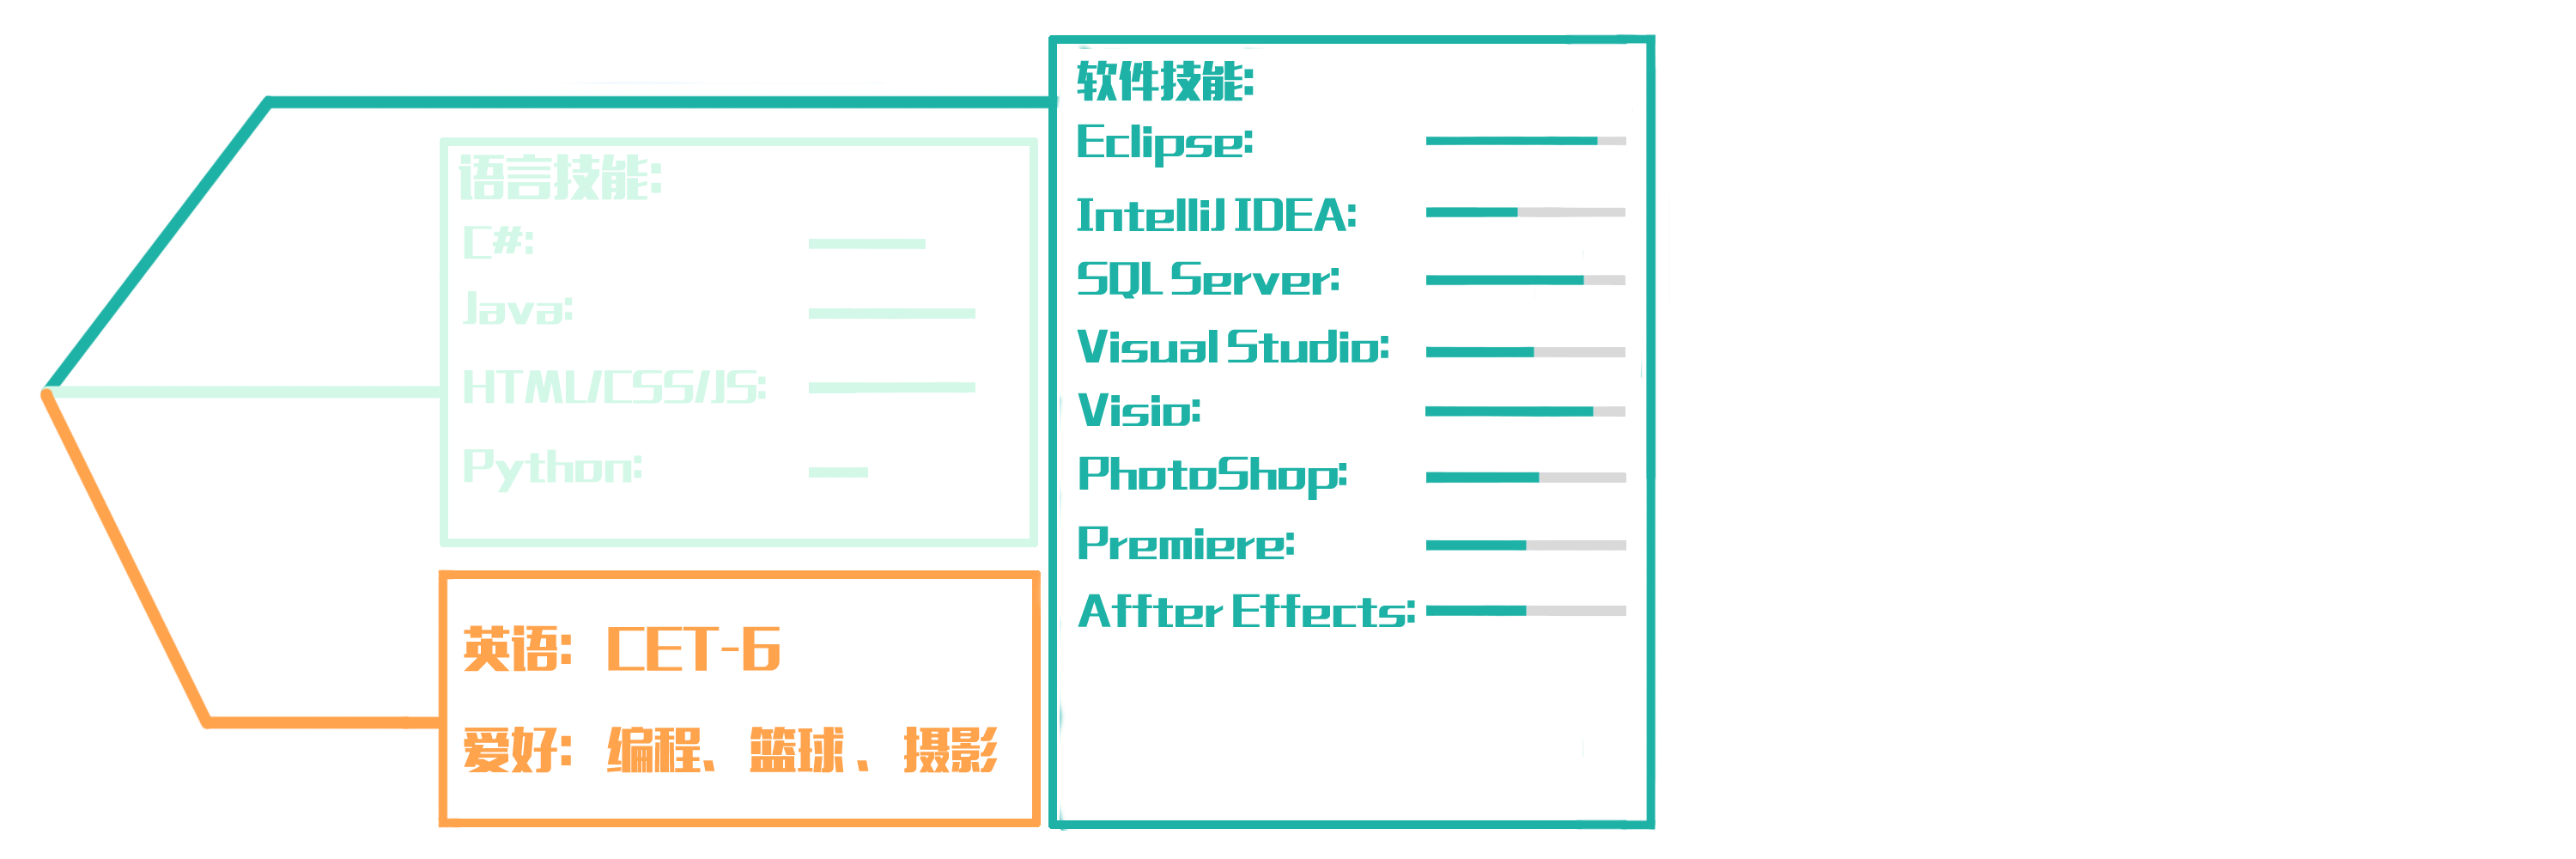 语言技能:
C#:
Java:
HTML/CSS/JS:
Python:
英语: CET-6
爱好: 编程、篮球、摄影
软件技能:
Eclipse:
IntelliJ IDEA:
SQL Server:
Visual Studio:
Visio:
PhotoShop:
Premiere:
Affter Effects: